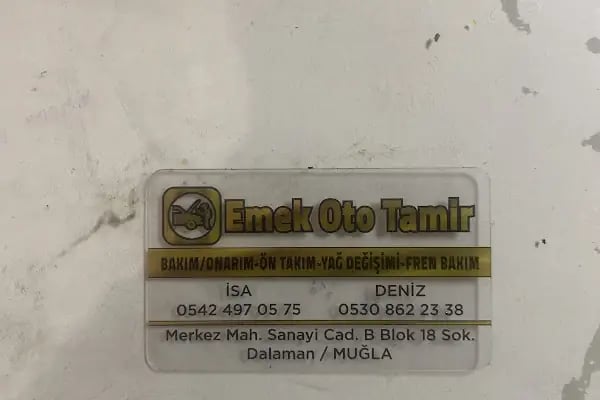 Emek Oto Tamir
BAKIM/ONARIM-ÖN TAKIM-YAĞ DEĞİŞİMİ-FREN BAKIM
İSA DENİZ
0542 497 05 75 0530 862 23 38
Merkez Mah. Sanayi Cad. B Blok 18 Sok.
Dalaman / MUĞLA